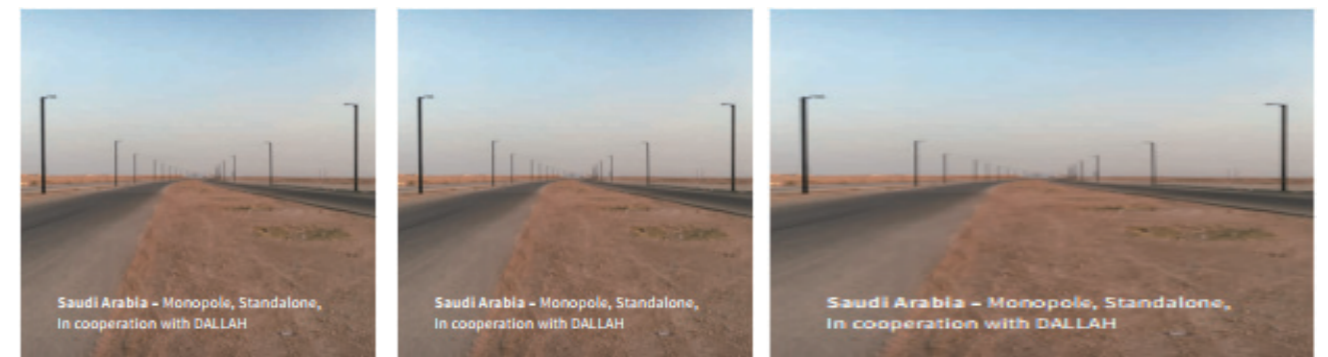 Saudi Arabia – Monopole, Standalone,
In cooperation with DALLAH
Saudi Arabia – Monopole, Standalone,
In cooperation with DALLAH
Saudi Arabia – Monopole, Standalone,
In cooperation with DALLAH